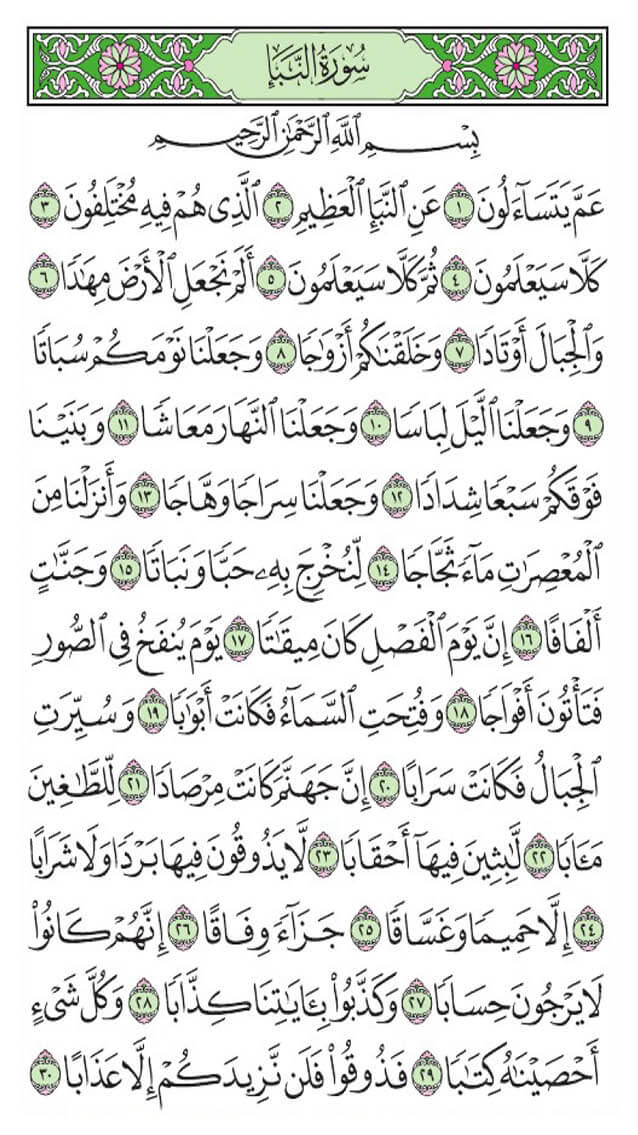 سُورَةُ النَّبَإِ
بِسْمِ اللَّهِ الرَّحْمَٰنِ الرَّحِيمِ
عَمَّ يَتَسَآءَلُونَ ١ عَنِ ٱلنَّبَإِ ٱلْعَظِيمِ ٢ ٱلَّذِى هُمْ فِيهِ مُخْتَلِفُونَ ٣
كَلَّا سَيَعْلَمُونَ ٤ ثُمَّ كَلَّا سَيَعْلَمُونَ ٥ أَلَمْ نَجْعَلِ ٱلْأَرْضَ مِهَٰدًا ٦
وَٱلْجِبَالَ أَوْتَادًا ٧ وَخَلَقْنَٰكُمْ أَزْوَٰجًا ٨ وَجَعَلْنَا نَوْمَكُمْ سُبَاتًا
٩ وَجَعَلْنَا ٱلَّيْلَ لِبَاسًا ١٠ وَجَعَلْنَا ٱلنَّهَارَ مَعَاشًا ١١ وَبَنَيْنَا
فَوْقَكُمْ سَبْعًا شِدَادًا ١٢ وَجَعَلْنَا سِرَاجًا وَهَّاجًا ١٣ وَأَنزَلْنَا مِنَ
ٱلْمُعْصِرَٰتِ مَآءً ثَجَّاجًا ١٤ لِّنُخْرِجَ بِهِۦ حَبًّا وَنَبَاتًا ١٥ وَجَنَّٰتٍ
أَلْفَافًا ١٦ إِنَّ يَوْمَ ٱلْفَصْلِ كَانَ مِيقَٰتًا ١٧ يَوْمَ يُنفَخُ فِى ٱلصُّورِ
فَتَأْتُونَ أَفْوَاجًا ١٨ وَفُتِحَتِ ٱلسَّمَآءُ فَكَانَتْ أَبْوَٰبًا ١٩ وَسُيِّرَتِ
ٱلْجِبَالُ فَكَانَتْ سَرَابًا ٢٠ إِنَّ جَهَنَّمَ كَانَتْ مِرْصَادًا ٢١ لِّلطَّٰغِينَ
مَـَٔابًا ٢٢ لَّٰبِثِينَ فِيهَآ أَحْقَابًا ٢٣ لَّا يَذُوقُونَ فِيهَا بَرْدًا وَلَا شَرَابًا
٢٤ إِلَّا حَمِيمًا وَغَسَّاقًا ٢٥ جَزَآءً وِفَاقًا ٢٦ إِنَّهُمْ كَانُوا۟
لَا يَرْجُونَ حِسَابًا ٢٧ وَكَذَّبُوا۟ بِـَٔايَٰتِنَا كِذَّابًا ٢٨ وَكُلَّ شَىْءٍ
أَحْصَيْنَٰهُ كِتَٰبًا ٢٩ فَذُوقُوا۟ فَلَن نَّزِيدَكُمْ إِلَّا عَذَابًا ٣٠